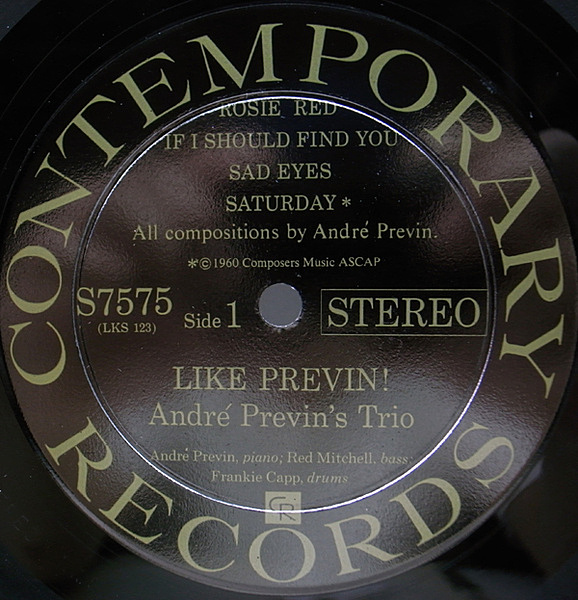 CONTEMPORARY
ROSIE RED
IF I SHOULD FIND YOU
SAD EYES
SATURDAY *
All compositions by André Previn.
*©1960 Composers Music ASCAP
S7575
(LKS 123)
Side 1
STEREO
LIKE PREVIN!
André Previn's Trio
André Previn, piano; Red Mitchell, bass;
Frankie Capp, drums
CR
RECORDS